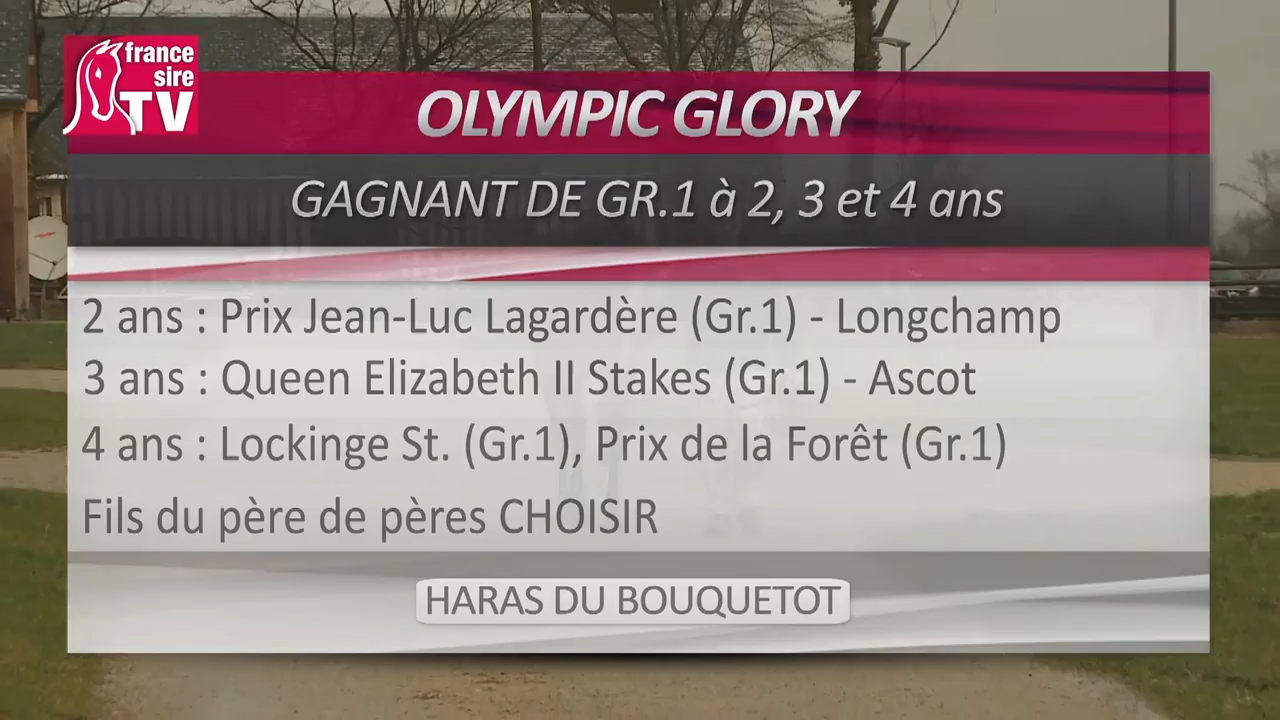 france
sire
TV
OLYMPIC GLORY
GAGNANT DE GR.1 à 2, 3 et 4 ans
2 ans : Prix Jean-Luc Lagardère (Gr.1) - Longchamp
3 ans : Queen Elizabeth II Stakes (Gr.1) - Ascot
4 ans : Lockinge St. (Gr.1), Prix de la Forêt (Gr.1)
Fils du père de pères CHOISIR
HARAS DU BOUQUETOT